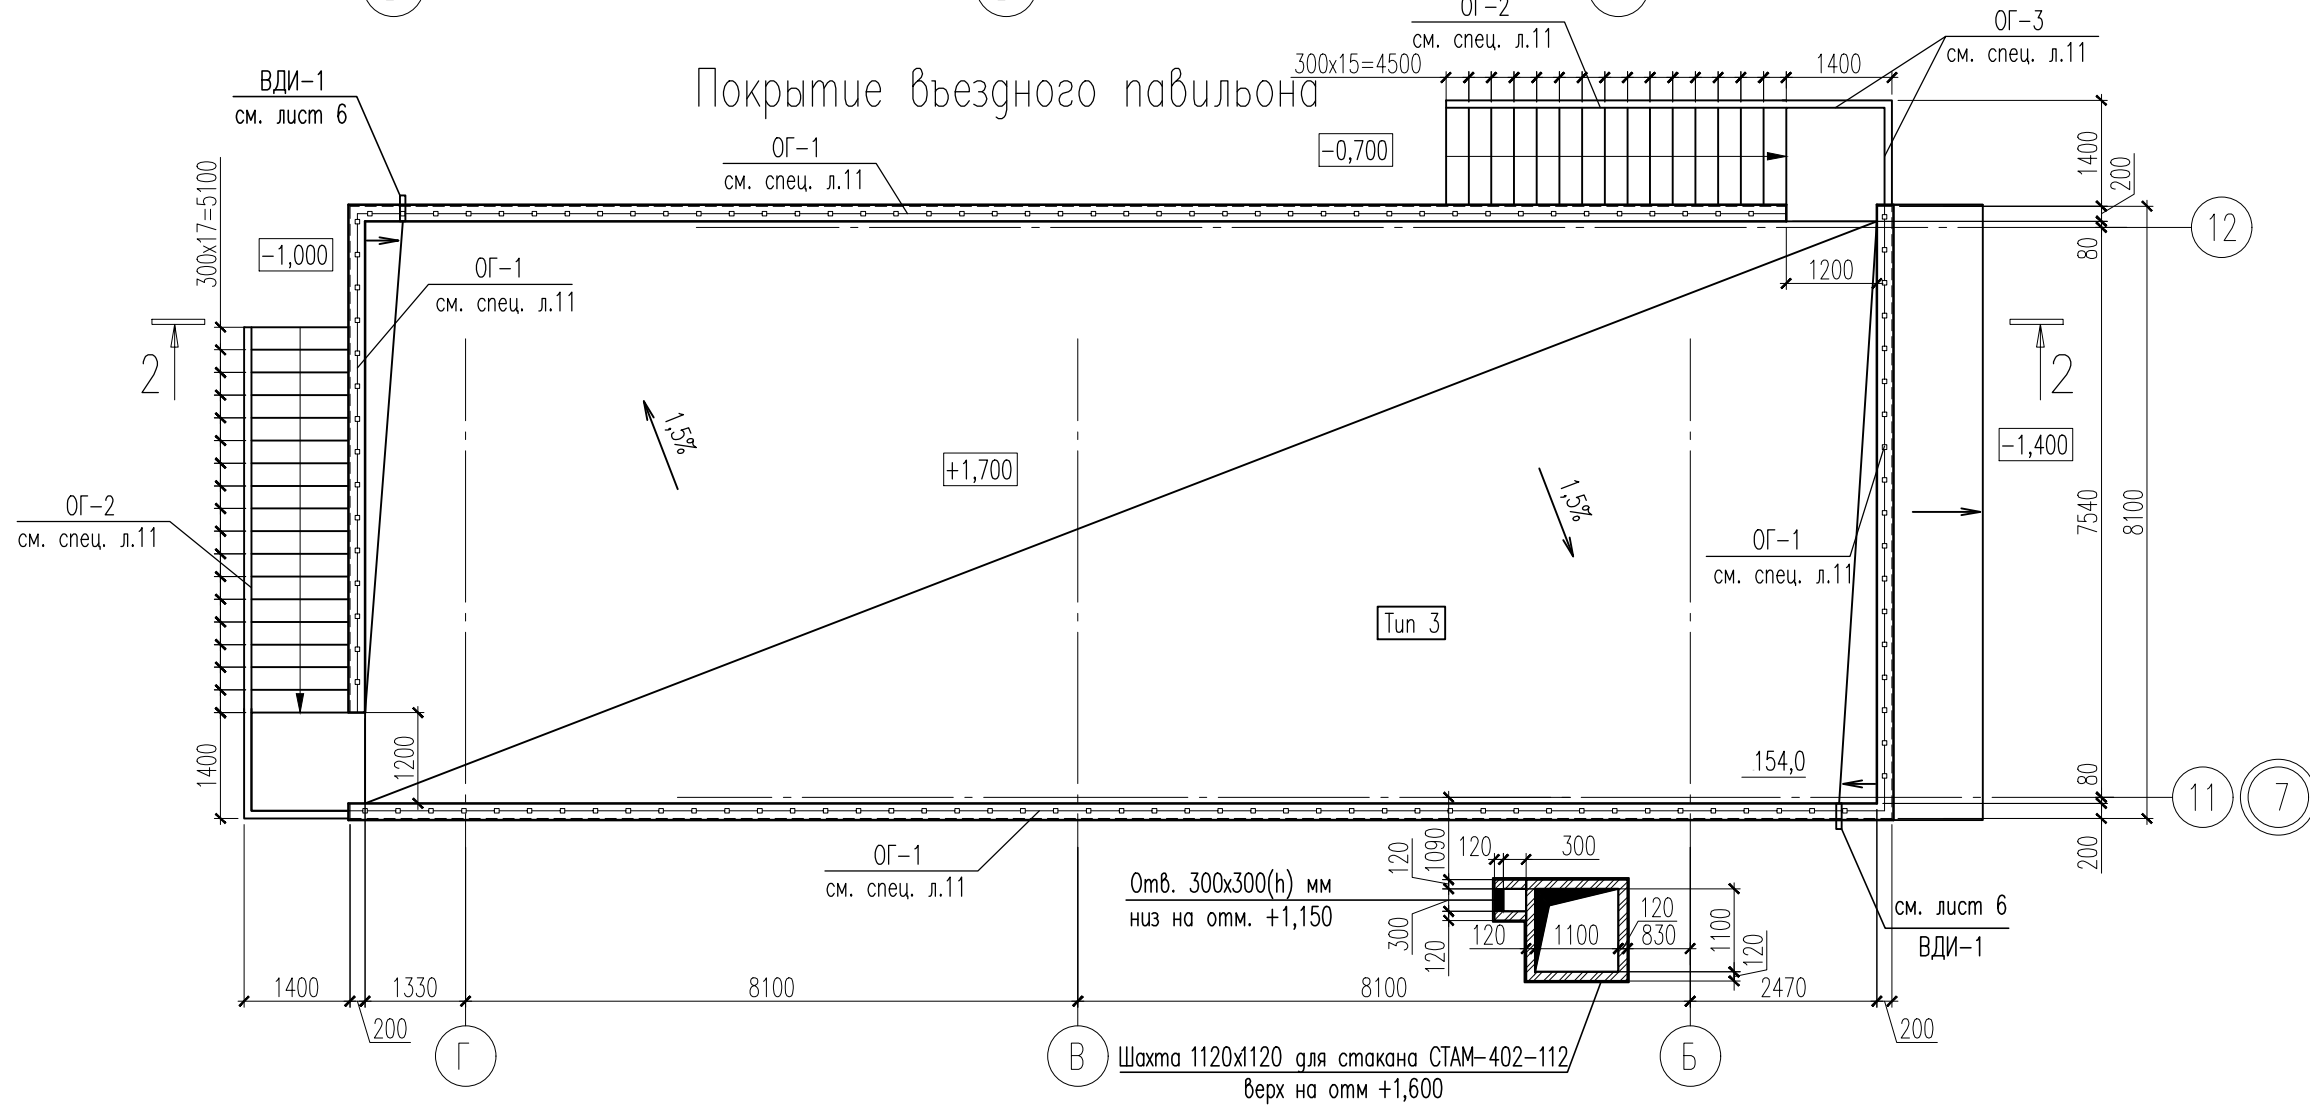 ОГ-2
см. спец. л.11
ОГ-3
см. спец. л.11
300х15=4500
1400
Покрытие въездного павильона
ВДИ-1
см. лист 6
ОГ-1
см. спец. л.11
-0,700
1400
200
300х17=5100
-1,000
12
80
ОГ-1
см. спец. л.11
1200
2
2
1,5%
+1,700
-1,400
1,5%
7540
8100
ОГ-2
см. спец. л.11
ОГ-1
см. спец. л.11
Тип 3
1400
1200
154,0
80
11
7
200
ОГ-1
см. спец. л.11
120
1090
120
300
Отв. 300х300(h) мм
низ на отм. +1,150
300
120
120
1100
120
830
1100
120
см. лист 6
ВДИ-1
1400
200
1330
8100
8100
2470
200
Г
В
Б
Шахта 1120х1120 для стакана СТАМ-402-112
верх на отм +1,600